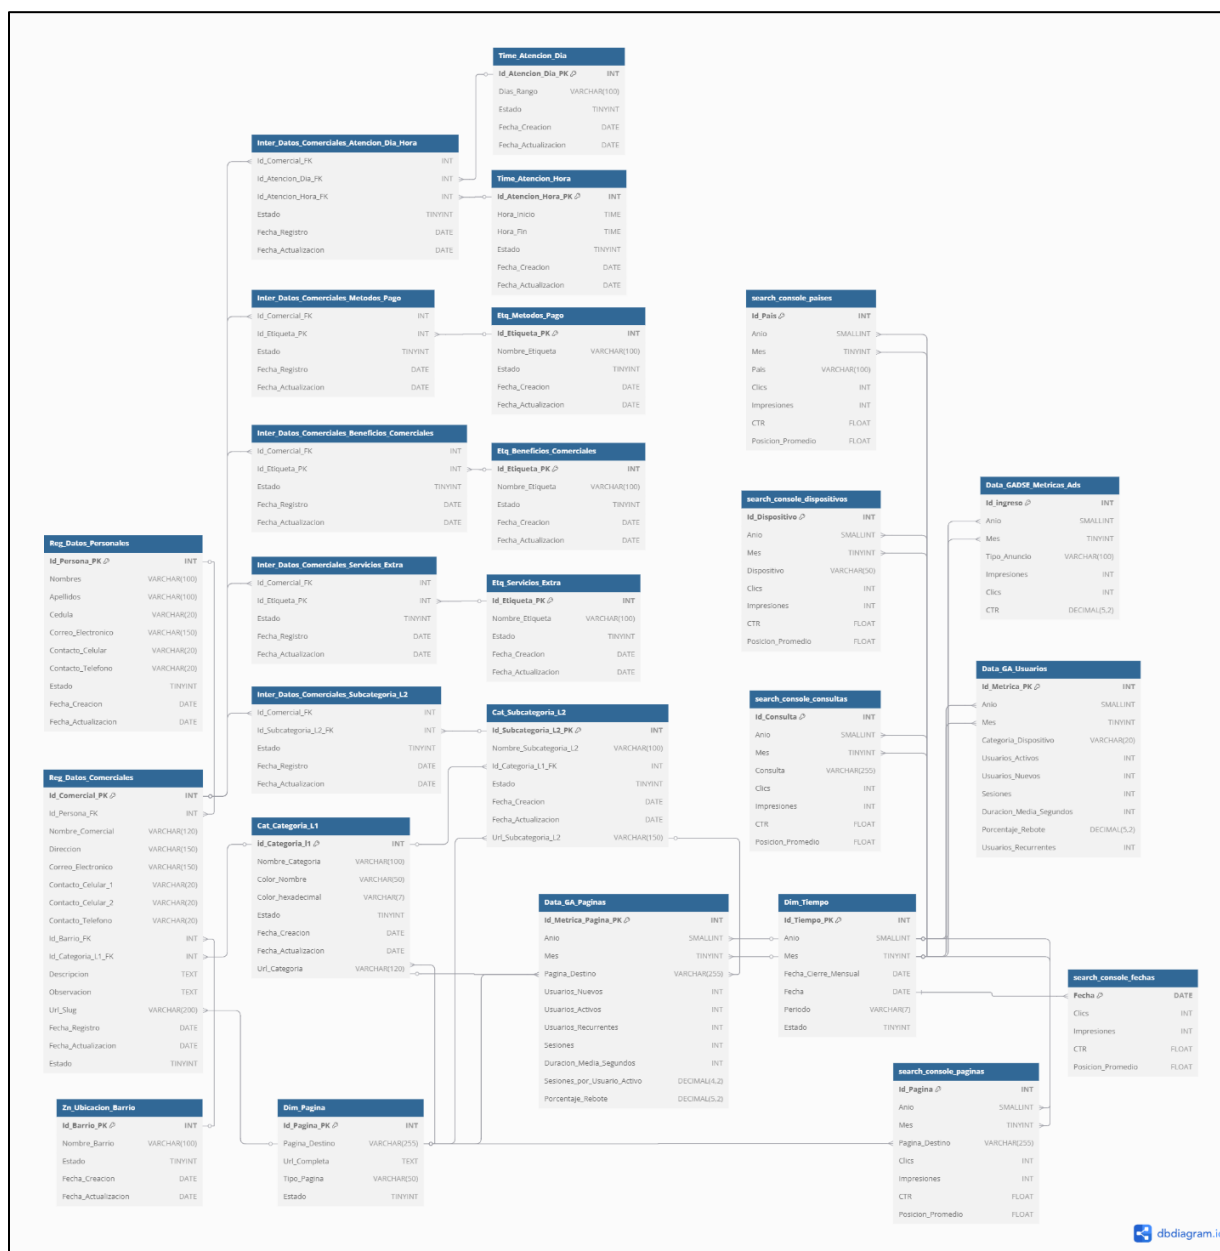 Time_Atencion_Dia
Id_Atencion_Dia_PK INT
Dias_Rango VARCHAR(100)
Estado TINYINT
Fecha_Creacion DATE
Fecha_Actualizacion DATE
Inter_Datos_Comerciales_Atencion_Dia_Hora
Id_Comercial_FK INT
Id_Atencion_Dia_FK INT
Id_Atencion_Hora_FK INT
Estado TINYINT
Fecha_Registro DATE
Fecha_Actualizacion DATE
Time_Atencion_Hora
Id_Atencion_Hora_PK INT
Hora_Inicio TIME
Hora_Fin TIME
Estado TINYINT
Fecha_Creacion DATE
Fecha_Actualizacion DATE
Inter_Datos_Comerciales_Metodos_Pago
Id_Comercial_FK INT
Id_Etiqueta_PK INT
Estado TINYINT
Fecha_Registro DATE
Fecha_Actualizacion DATE
Etq_Metodos_Pago
Id_Etiqueta_PK INT
Nombre_Etiqueta VARCHAR(100)
Estado TINYINT
Fecha_Creacion DATE
Fecha_Actualizacion DATE
search_console_paises
Id_Pais INT
Anio SMALLINT
Mes TINYINT
Pais VARCHAR(100)
Clics INT
Impresiones INT
CTR FLOAT
Posicion_Promedio FLOAT
Inter_Datos_Comerciales_Beneficios_Comerciales
Id_Comercial_FK INT
Id_Etiqueta_PK INT
Estado TINYINT
Fecha_Registro DATE
Fecha_Actualizacion DATE
Etq_Beneficios_Comerciales
Id_Etiqueta_PK INT
Nombre_Etiqueta VARCHAR(100)
Estado TINYINT
Fecha_Creacion DATE
Fecha_Actualizacion DATE
search_console_dispositivos
Id_Dispositivo INT
Anio SMALLINT
Mes TINYINT
Dispositivo VARCHAR(50)
Clics INT
Impresiones INT
CTR FLOAT
Posicion_Promedio FLOAT
Data_GADSE_Metricas_Ads
Id_ingreso INT
Anio SMALLINT
Mes TINYINT
Tipo_Anuncio VARCHAR(100)
Impresiones INT
Clics INT
CTR DECIMAL(5,2)
Reg_Datos_Personales
Id_Persona_PK INT
Nombres VARCHAR(100)
Apellidos VARCHAR(100)
Cedula VARCHAR(20)
Correo_Electronico VARCHAR(150)
Contacto_Celular VARCHAR(20)
Contacto_Telefono VARCHAR(20)
Estado TINYINT
Fecha_Creacion DATE
Fecha_Actualizacion DATE
Inter_Datos_Comerciales_Servicios_Extra
Id_Comercial_FK INT
Id_Etiqueta_PK INT
Estado TINYINT
Fecha_Registro DATE
Fecha_Actualizacion DATE
Etq_Servicios_Extra
Id_Etiqueta_PK INT
Nombre_Etiqueta VARCHAR(100)
Estado TINYINT
Fecha_Creacion DATE
Fecha_Actualizacion DATE
Data_GA_Usuarios
Id_Metrica_PK INT
Anio SMALLINT
Mes TINYINT
Categoria_Dispositivo VARCHAR(20)
Usuarios_Activos INT
Usuarios_Nuevos INT
Sesiones INT
Duracion_Media_Segundos INT
Porcentaje_Rebote DECIMAL(5,2)
Usuarios_Recurrentes INT
Inter_Datos_Comerciales_Subcategoria_L2
Id_Comercial_FK INT
Id_Subcategoria_L2_FK INT
Estado TINYINT
Fecha_Registro DATE
Fecha_Actualizacion DATE
Cat_Subcategoria_L2
Id_Subcategoria_L2_PK INT
Nombre_Subcategoria_L2 VARCHAR(100)
Id_Categoria_L1_FK INT
Estado TINYINT
Fecha_Creacion DATE
Fecha_Actualizacion DATE
Url_Subcategoria_L2 VARCHAR(150)
search_console_consultas
Id_Consulta INT
Anio SMALLINT
Mes TINYINT
Consulta VARCHAR(255)
Clics INT
Impresiones INT
CTR FLOAT
Posicion_Promedio FLOAT
Reg_Datos_Comerciales
Id_Comercial_PK INT
Id_Persona_FK INT
Nombre_Comercial VARCHAR(120)
Direccion VARCHAR(150)
Correo_Electronico VARCHAR(150)
Contacto_Celular_1 VARCHAR(20)
Contacto_Celular_2 VARCHAR(20)
Contacto_Telefono VARCHAR(20)
Id_Barrio_FK INT
Id_Categoria_L1_FK INT
Descripcion TEXT
Observacion TEXT
Url_Slug VARCHAR(200)
Fecha_Registro DATE
Fecha_Actualizacion DATE
Estado TINYINT
Cat_Categoria_L1
id_Categoria_l1 INT
Nombre_Categoria VARCHAR(100)
Color_Nombre VARCHAR(50)
Color_hexadecimal VARCHAR(7)
Estado TINYINT
Fecha_Creacion DATE
Fecha_Actualizacion DATE
Url_Categoria VARCHAR(120)
Data_GA_Paginas
Id_Metrica_Pagina_PK INT
Anio SMALLINT
Mes TINYINT
Pagina_Destino VARCHAR(255)
Usuarios_Nuevos INT
Usuarios_Activos INT
Usuarios_Recurrentes INT
Sesiones INT
Duracion_Media_Segundos INT
Sesiones_por_Usuario_Activo DECIMAL(4,2)
Porcentaje_Rebote DECIMAL(5,2)
Dim_Tiempo
Id_Tiempo_PK INT
Anio SMALLINT
Mes TINYINT
Fecha_Cierre_Mensual DATE
Fecha DATE
Periodo VARCHAR(7)
Estado TINYINT
search_console_fechas
Fecha DATE
Clics INT
Impresiones INT
CTR FLOAT
Posicion_Promedio FLOAT
Zn_Ubicacion_Barrio
Id_Barrio_PK INT
Nombre_Barrio VARCHAR(100)
Estado TINYINT
Fecha_Creacion DATE
Fecha_Actualizacion DATE
Dim_Pagina
Id_Pagina_PK INT
Pagina_Destino VARCHAR(255)
Url_Completa TEXT
Tipo_Pagina VARCHAR(50)
Estado TINYINT
search_console_paginas
Id_Pagina INT
Anio SMALLINT
Mes TINYINT
Pagina_Destino VARCHAR(255)
Clics INT
Impresiones INT
CTR FLOAT
Posicion_Promedio FLOAT
dbdiagram.i